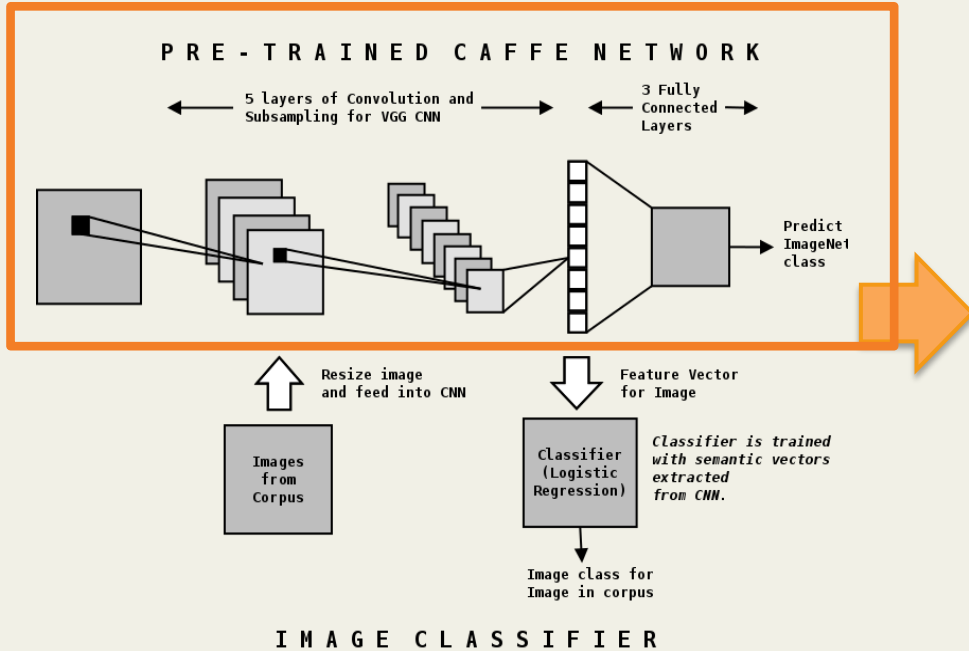 PRE-TRAINED CAFFE NETWORK
5 layers of Convolution and
Subsampling for VGG CNN
3 Fully
Connected
Layers
Predict
ImageNet
class
Resize image
and feed into CNN
Feature Vector
for Image
Images
from
Corpus
Classifier
(Logistic
Regression)
Classifier is trained
with semantic vectors
extracted
from CNN.
Image class for
Image in corpus
IMAGE CLASSIFIER